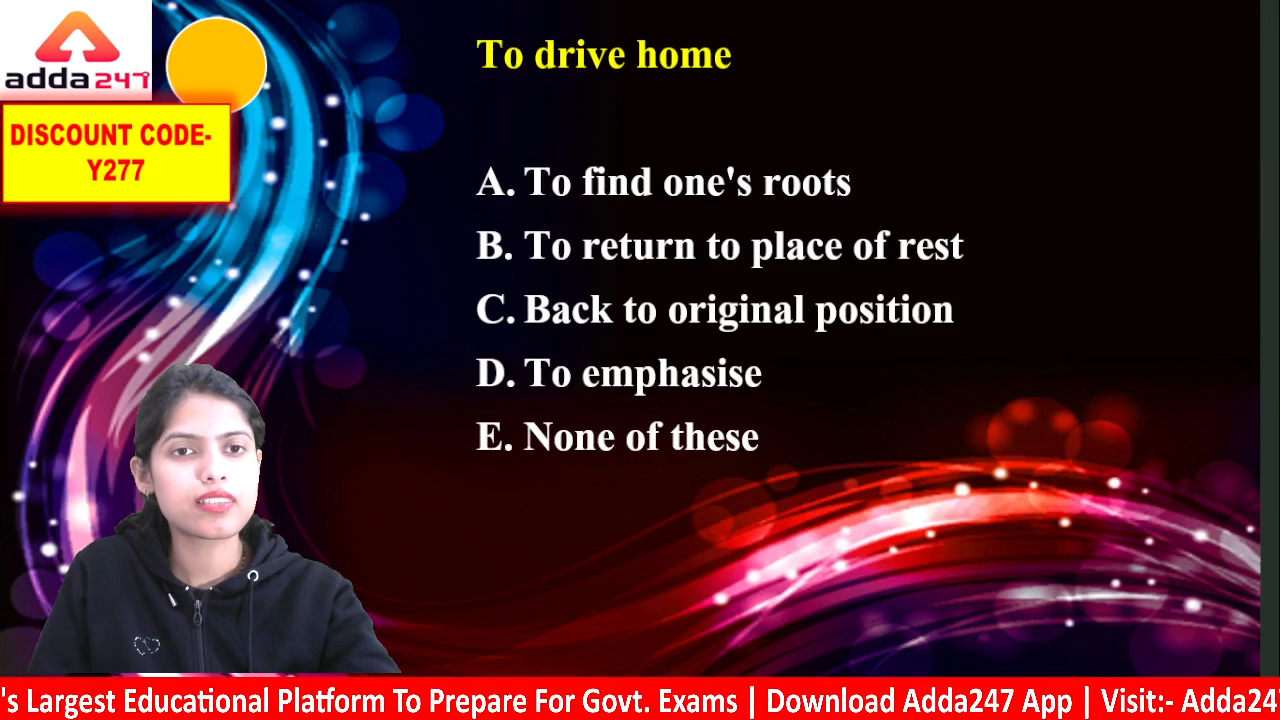 adda247
DISCOUNT CODE-
Y277
To drive home
A. To find one's roots
B. To return to place of rest
C. Back to original position
D. To emphasise
E. None of these
's Largest Educational Platform To Prepare For Govt. Exams | Download Adda247 App | Visit:- Adda24